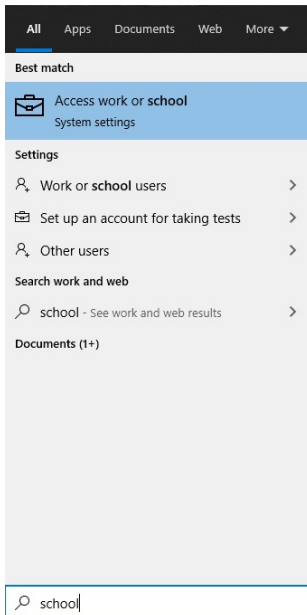 All Apps Documents Web More
Best match
Access work or school
System settings
Settings
Work or school users
Set up an account for taking tests
Other users
Search work and web
school - See work and web results
Documents (1+)
school